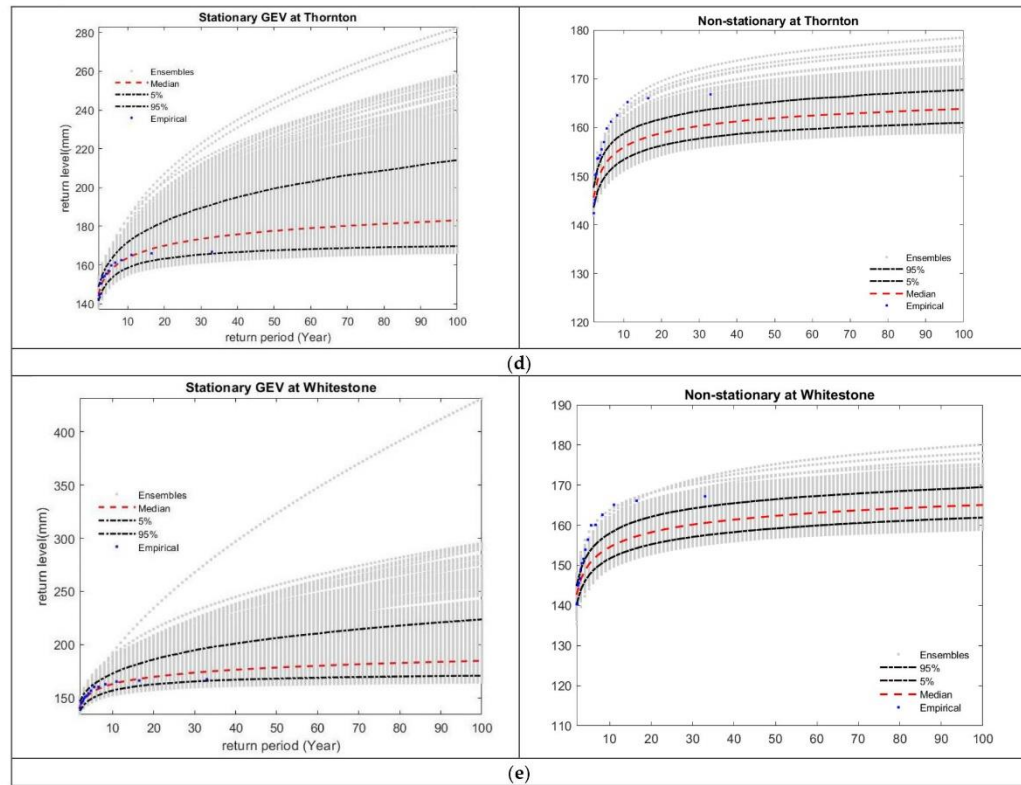 Stationary GEV at Thornton
280
260
240
220
200
180
160
140
return level(mm)
Ensembles
Median
5%
95%
Empirical
10 20 30 40 50 60 70 80 90 100
return period (Year)
Non-stationary at Thornton
180
170
160
150
140
130
120
Ensembles
95%
5%
Median
Empirical
10 20 30 40 50 60 70 80 90 100
(d)
Stationary GEV at Whitestone
400
350
300
250
200
150
return level(mm)
Ensembles
Median
5%
95%
Empirical
10 20 30 40 50 60 70 80 90 100
return period (Year)
Non-stationary at Whitestone
190
180
170
160
150
140
130
120
110
Ensembles
95%
5%
Median
Empirical
10 20 30 40 50 60 70 80 90 100
(e)